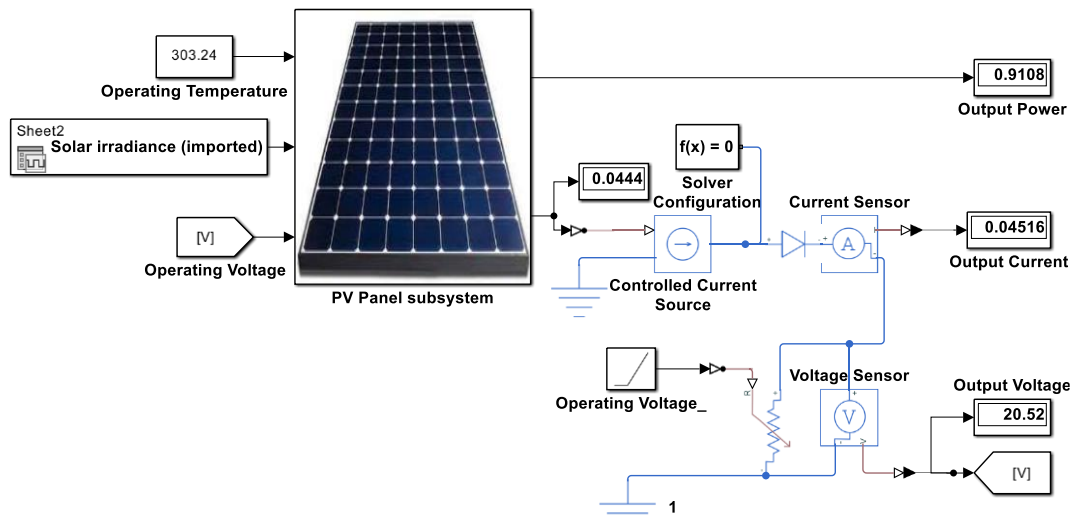 303.24
Operating Temperature
Sheet2
Solar irradiance (imported)
[V]
Operating Voltage
PV Panel subsystem
0.9108
Output Power
0.0444
f(x) = 0
Solver
Configuration
Controlled Current
Source
Current Sensor
A
I
0.04516
Output Current
Operating Voltage_
R
Voltage Sensor
V
V
Output Voltage
20.52
[V]
1